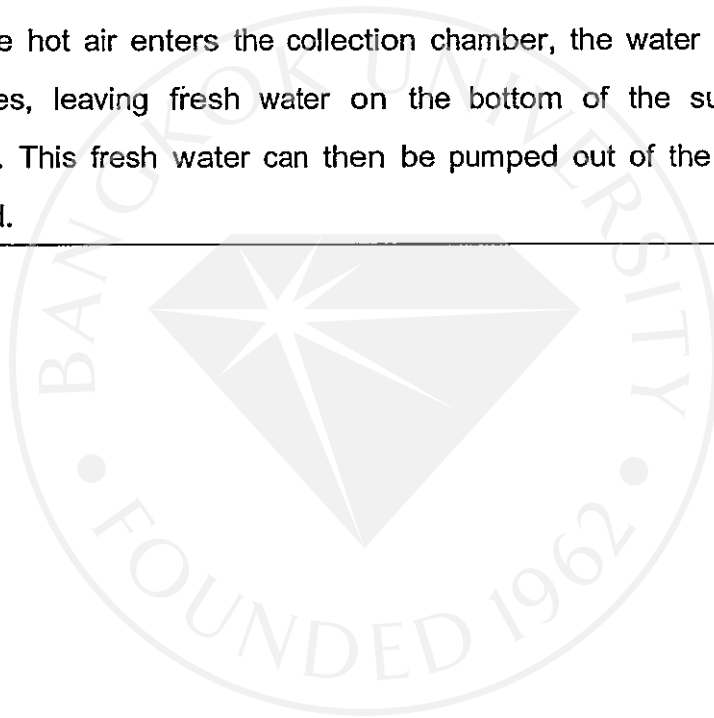 e hot air enters the collection chamber, the water
es, leaving fresh water on the bottom of the su
. This fresh water can then be pumped out of the
d.
BANGKOK UNIVERSITY
FOUNDED 1962